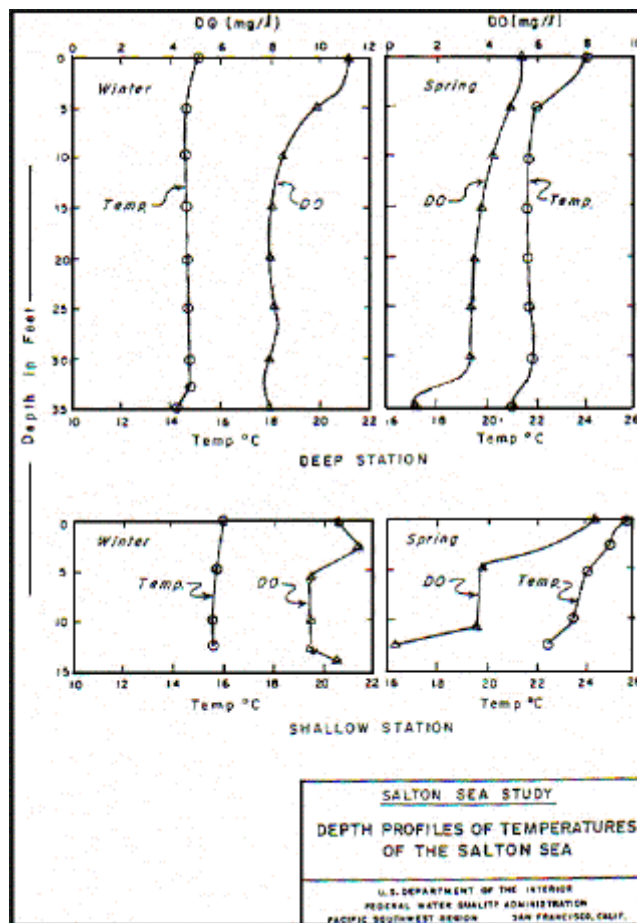 DO (mg/l) DO (mg/l)
0 2 4 6 8 10 12 0 2 4 6 8 10
0
5
10
15
20
25
30
35
Depth in Feet
Winter
Temp.
DO
Spring
DO
Temp.
10 12 14 16 18 20 22 16 18 20 22 24 26
Temp °C Temp °C
DEEP STATION
0
5
10
15
Winter
Temp.
DO
Spring
DO
Temp.
10 12 14 16 18 20 22 16 18 20 22 24 26
Temp °C Temp °C
SHALLOW STATION
SALTON SEA STUDY
DEPTH PROFILES OF TEMPERATURES
OF THE SALTON SEA
U.S. DEPARTMENT OF THE INTERIOR
FEDERAL WATER QUALITY ADMINISTRATION
PACIFIC SOUTHWEST REGION SAN FRANCISCO, CALIF.